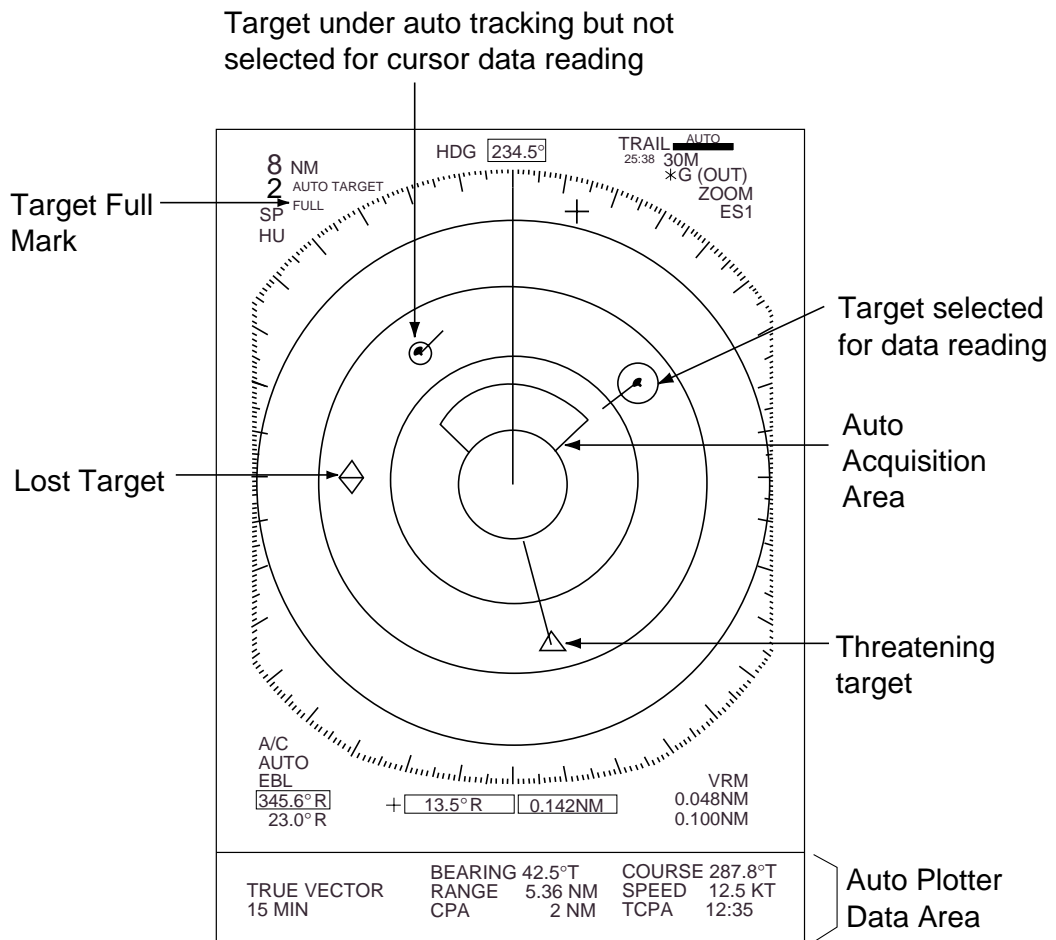 Target under auto tracking but not
selected for cursor data reading
HDG 234.5°
TRAIL AUTO
25:38 30M
*G (OUT)
ZOOM
ES1
8 NM
2 AUTO TARGET
FULL
SP
HU
Target Full
Mark
Target selected
for data reading
Auto
Acquisition
Area
Lost Target
Threatening
target
A/C
AUTO
EBL
345.6° R
23.0° R
+ 13.5° R 0.142NM
VRM
0.048NM
0.100NM
TRUE VECTOR
15 MIN
BEARING 42.5°T
RANGE 5.36 NM
CPA 2 NM
COURSE 287.8°T
SPEED 12.5 KT
TCPA 12:35
Auto Plotter
Data Area